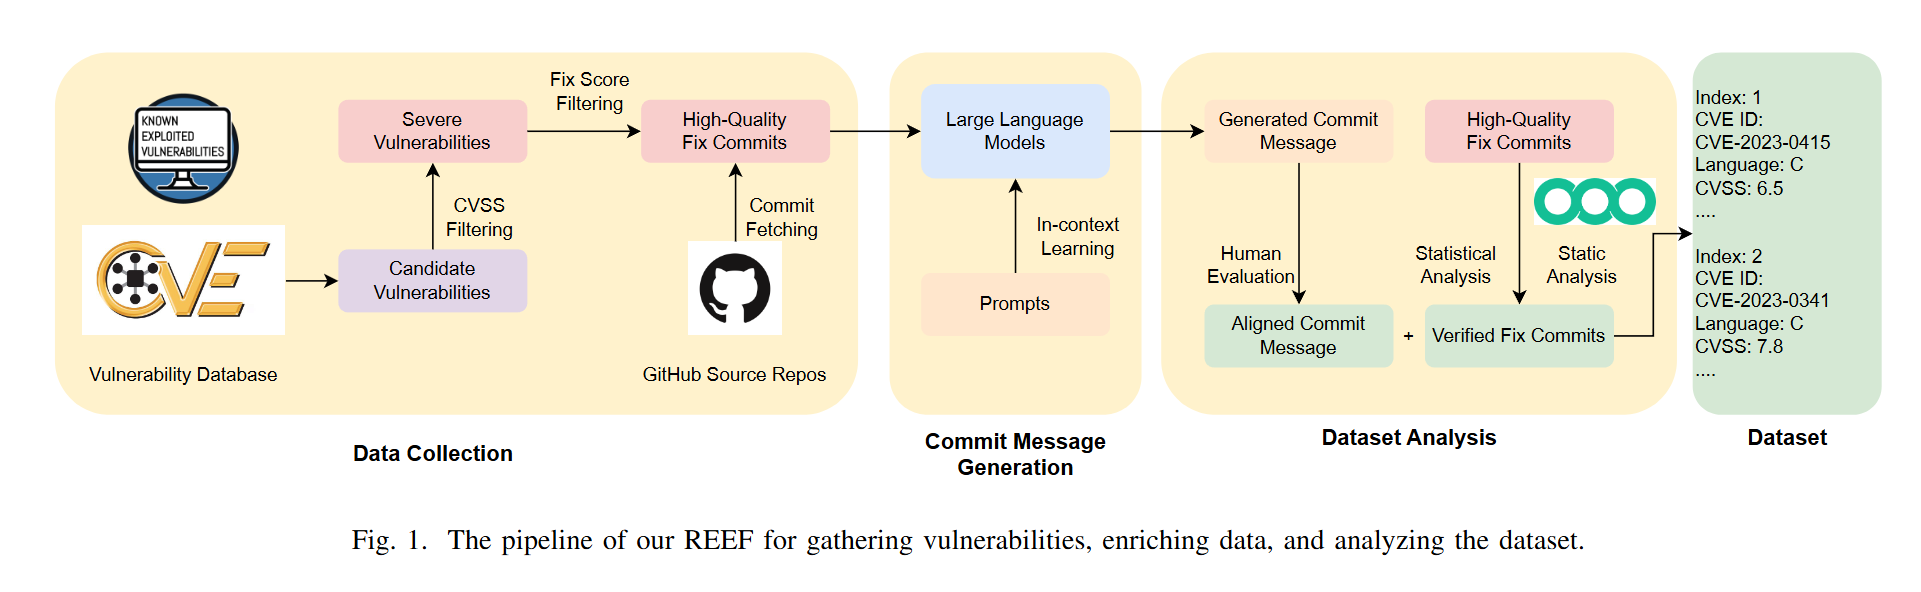 KNOWN
EXPLOITED
VULNERABILITIES
CVE
Vulnerability Database
Candidate
Vulnerabilities
CVSS
Filtering
Severe
Vulnerabilities
Fix Score
Filtering
High-Quality
Fix Commits
Commit
Fetching
GitHub Source Repos
Data Collection
Large Language
Models
In-context
Learning
Prompts
Commit Message
Generation
Generated Commit
Message
High-Quality
Fix Commits
Human
Evaluation
Statistical
Analysis
Static
Analysis
Aligned Commit
Message
+
Verified Fix Commits
Dataset Analysis
Index: 1
CVE ID:
CVE-2023-0415
Language: C
CVSS: 6.5
....
Index: 2
CVE ID:
CVE-2023-0341
Language: C
CVSS: 7.8
....
Dataset
Fig. 1. The pipeline of our REEF for gathering vulnerabilities, enriching data, and analyzing the dataset.